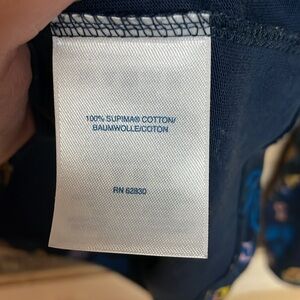 100% SUPIMA® COTTON/
BAUMWOLLE/COTON
RN 62830